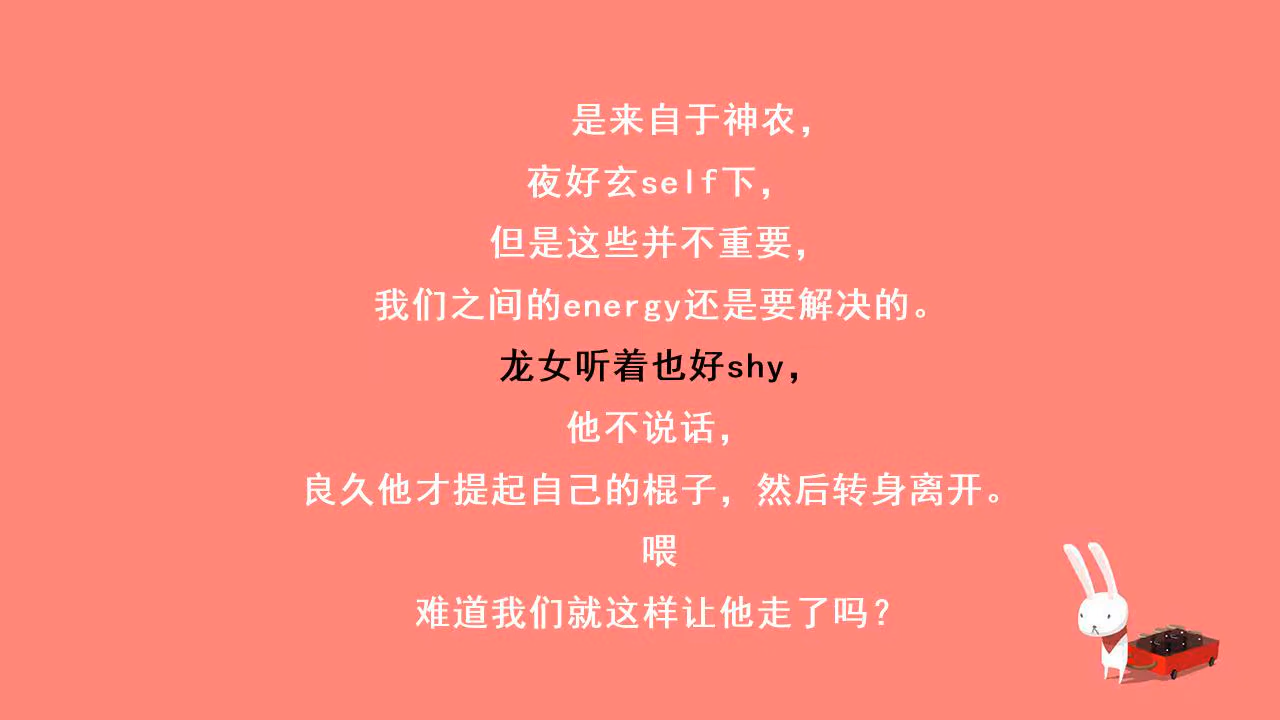 是来自于神农，
夜好玄self下，
但是这些并不重要，
我们之间的energy还是要解决的。
龙女听着也好shy，
他不说话，
良久他才提起自己的棍子，然后转身离开。
喂
难道我们就这样让他走了吗？